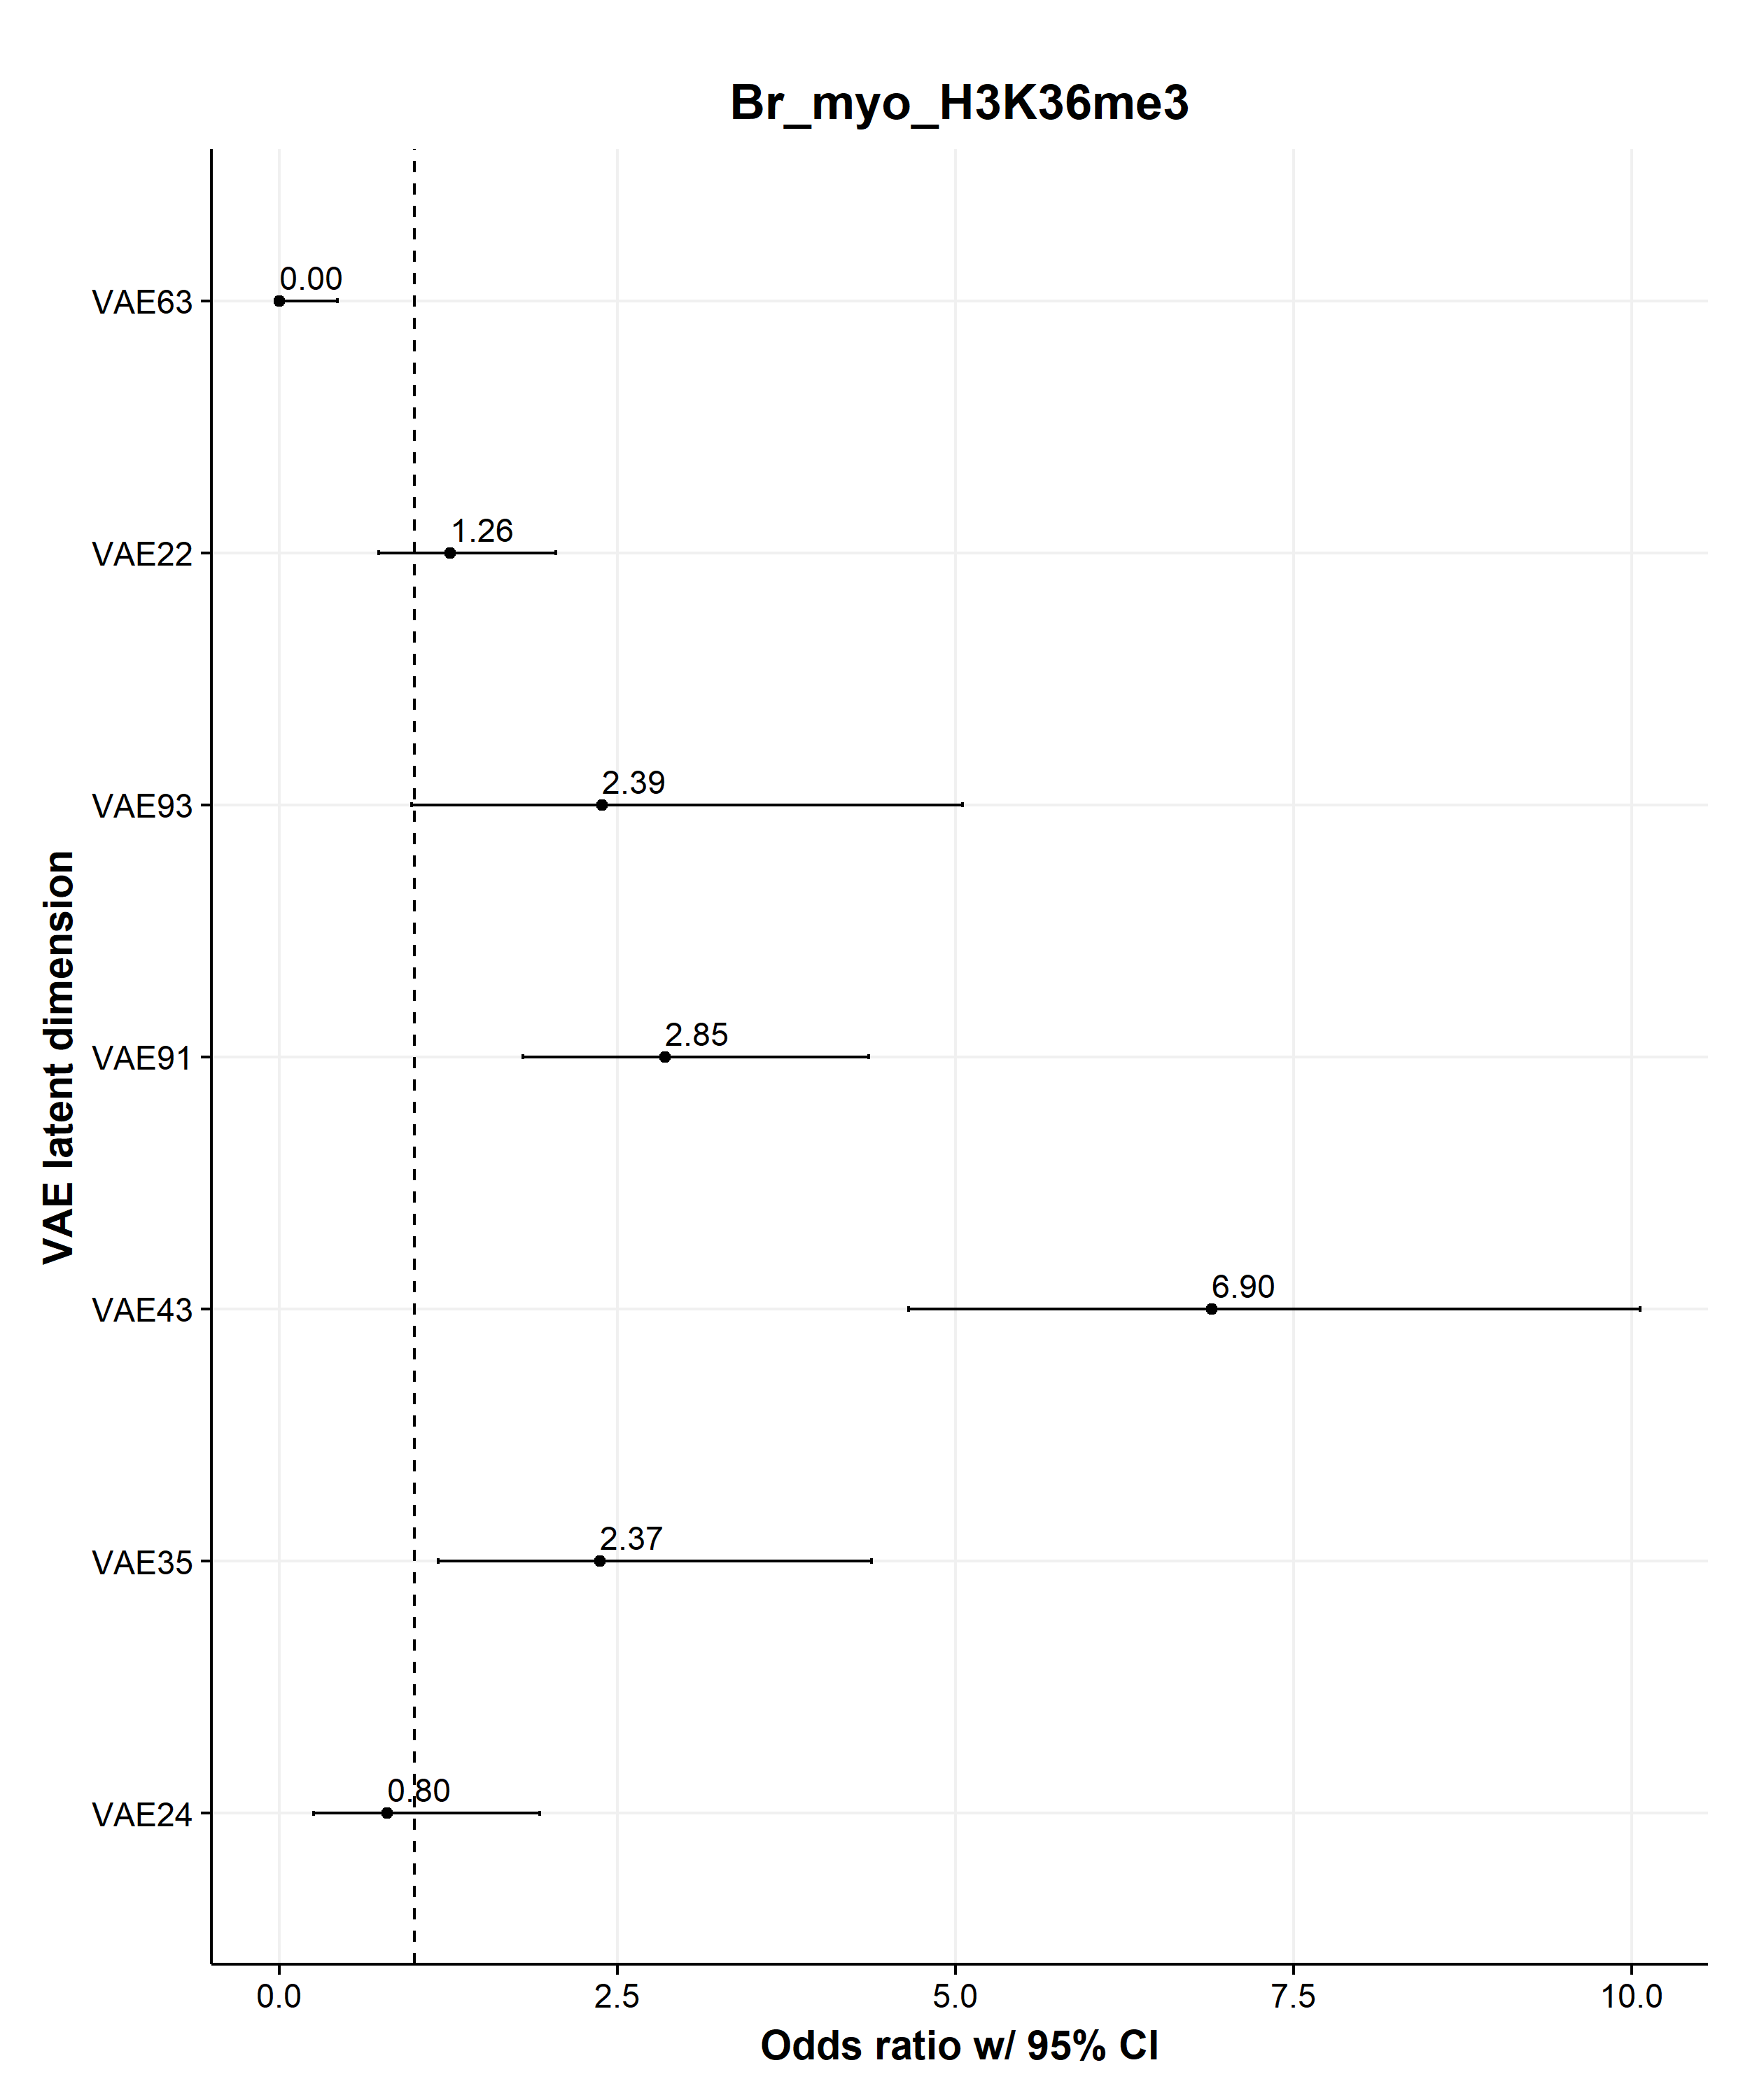 Br_myo_H3K36me3
VAE latent dimension
VAE63
0.00
VAE22
1.26
VAE93
2.39
VAE91
2.85
VAE43
6.90
VAE35
2.37
VAE24
0.80
0.0 2.5 5.0 7.5 10.0
Odds ratio w/ 95% CI